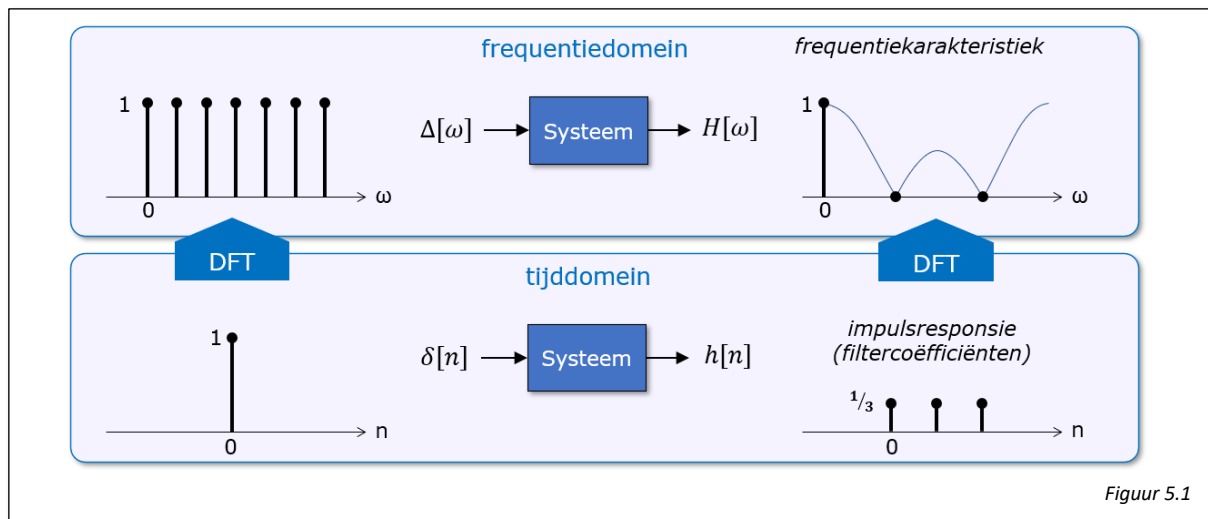 frequentiedomein
frequentiekarakteristiek
1
0
ω
Δ[ω]
Systeem
H[ω]
1
0
ω
DFT
DFT
tijddomein
1
0
n
δ[n]
Systeem
h[n]
impulsresponsie
(filtercoëfficiënten)
1/3
0
n
Figuur 5.1